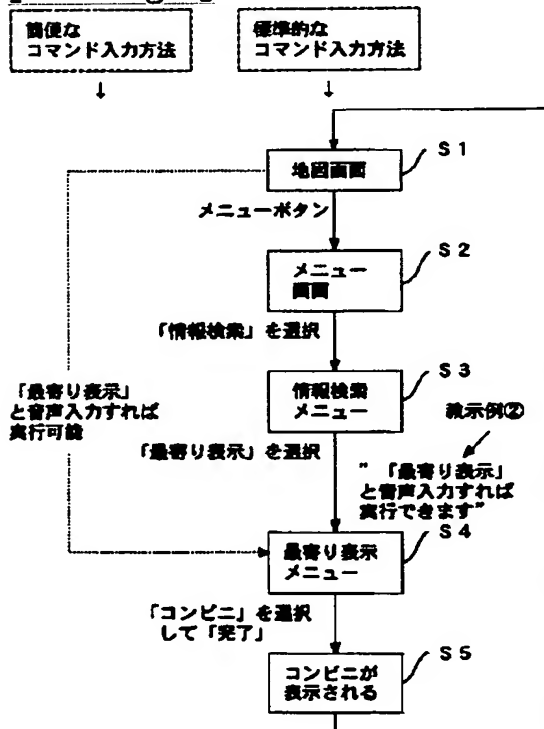 簡便な
コマンド入力方法
標準的な
コマンド入力方法
↓
↓
S1
地図画面
メニューボタン
S2
メニュー
画面
「情報検索」を選択
S3
情報検索
メニュー
「最寄り表示」
と音声入力すれば
実行可能
教示例②
「最寄り表示」を選択
"「最寄り表示」
と音声入力すれば
実行できます"
S4
最寄り表示
メニュー
「コンビニ」を選択
して「完了」
S5
コンビニが
表示される